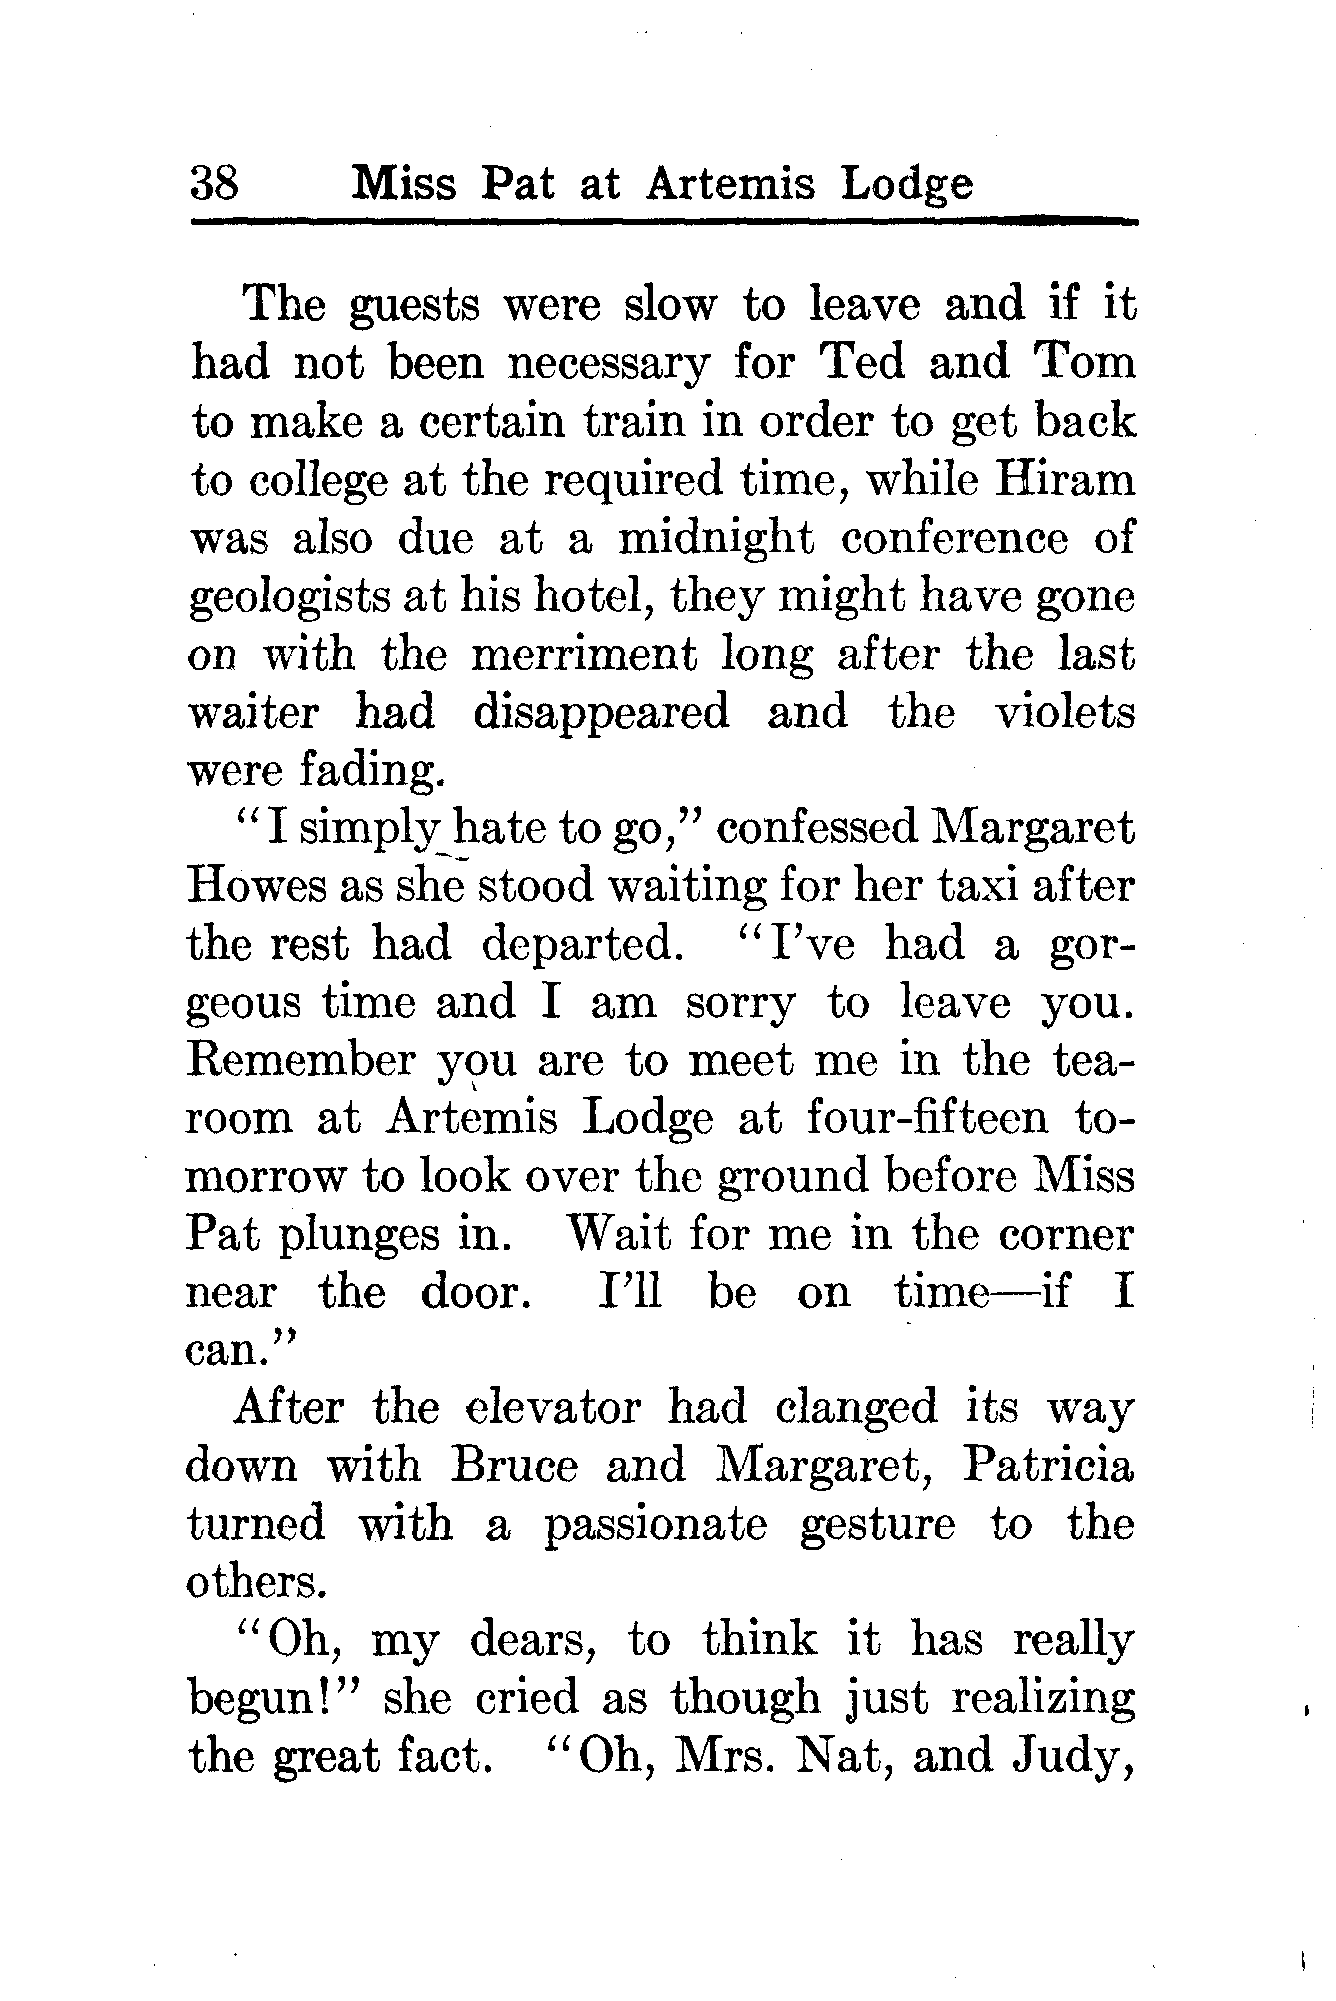 38 Miss Pat at Artemis Lodge
The guests were slow to leave and if it
had not been necessary for Ted and Tom
to make a certain train in order to get back
to college at the required time, while Hiram
was also due at a midnight conference of
geologists at his hotel, they might have gone
on with the merriment long after the last
waiter had disappeared and the violets
were fading.
“I simply hate to go,” confessed Margaret
Howes as she stood waiting for her taxi after
the rest had departed. “I’ve had a gor-
geous time and I am sorry to leave you.
Remember you are to meet me in the tea-
room at Artemis Lodge at four-fifteen to-
morrow to look over the ground before Miss
Pat plunges in. Wait for me in the corner
near the door. I’ll be on time—if I
can.”
After the elevator had clanged its way
down with Bruce and Margaret, Patricia
turned with a passionate gesture to the
others.
“Oh, my dears, to think it has really
begun!” she cried as though just realizing
the great fact. “Oh, Mrs. Nat, and Judy,